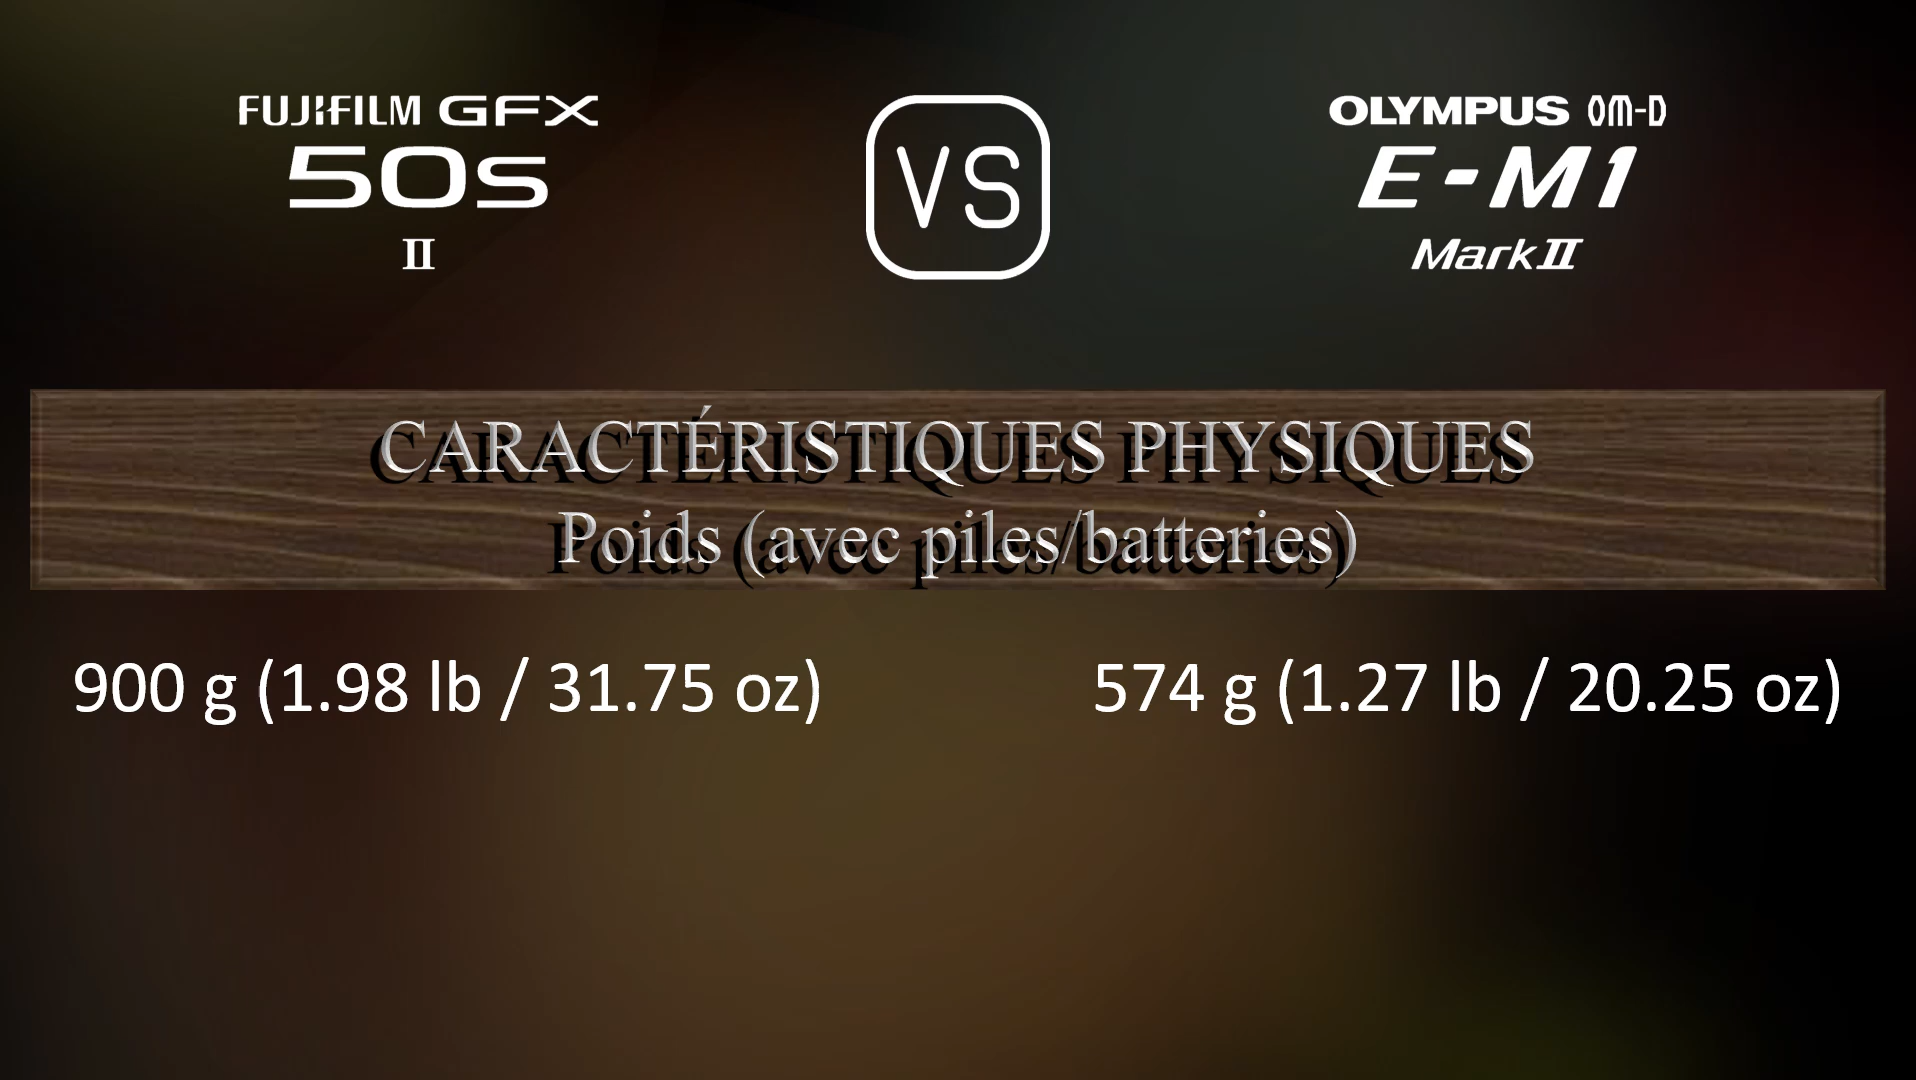 FUJIFILM GFX
50S
II
VS
OLYMPUS OM-D
E-M1
Mark II
CARACTÉRISTIQUES PHYSIQUES
Poids (avec piles/batteries)
900 g (1.98 lb / 31.75 oz)
574 g (1.27 lb / 20.25 oz)